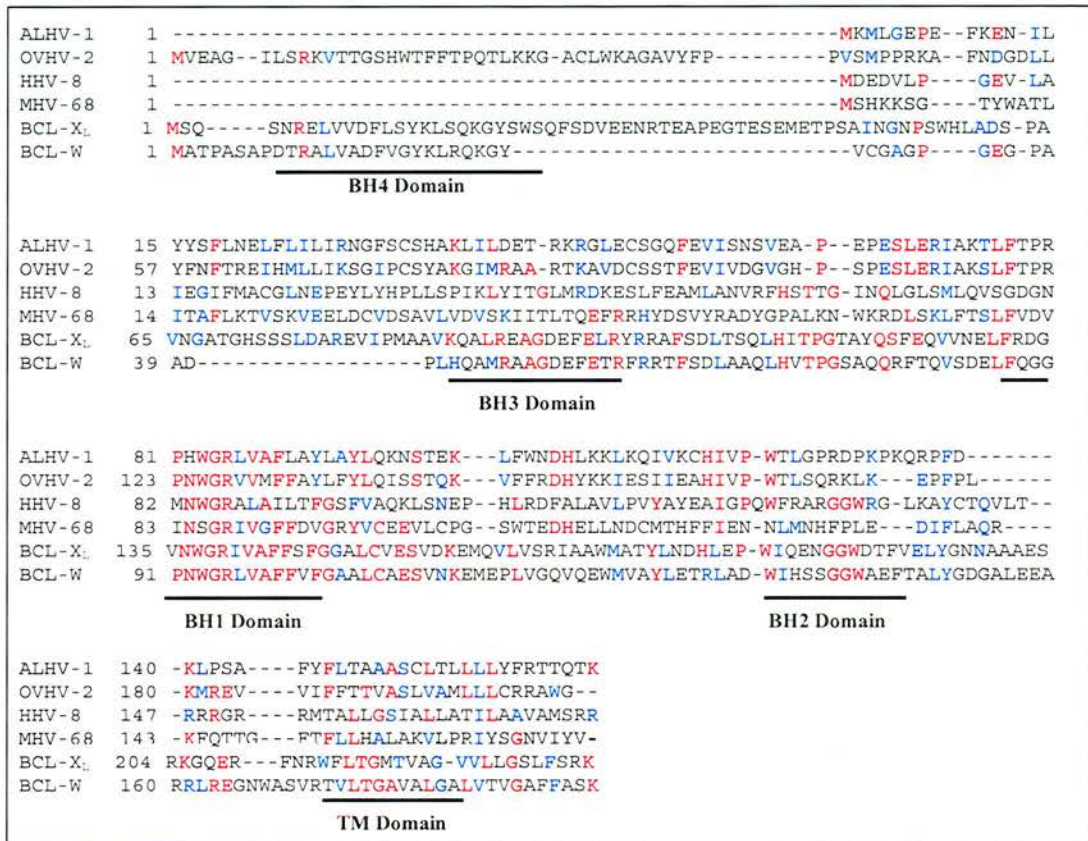 ALHV-1 1 ------------------------------------------------MKMLGEPE--FKEN-IL
OVHV-2 1 MVEAG---ILSRKVTTGSHWTFFTPQTLKKG-ACLWKAGAVYFP--------PVSMPPRKA-FNDGDLL
HHV-8 1 ------------------------------------------------MDEDVLP----GEV-LA
MHV-68 1 ------------------------------------------------MSHKKSG----TYWATL
BCL-XL 1 MSQ-----SNRELVVDFLSYKLSQKGYSWSQFSDVEENRTEAPEGTESEMETPSAINGNPSWHLADS-PA
BCL-W 1 MATPASAPDTRALVADFVGYKLRQKGY------------------------VCGAGP----GEG-PA
BH4 Domain
ALHV-1 15 YYSFLNELFLILIRNGFSCSHAKLILDET-RKRGLECSGQFEVISNSVEA-P--EPESLERIAKTLFTPR
OVHV-2 57 YFNFTREIHMLLIKSGIPCSYAKGIMRAA-RTKAVDCSSTFEVIVDGVGH-P--SPESLERIAKSLFTPR
HHV-8 13 IEGIFMACGLNEPEYLYHPLLSPIKLYITGLMRDKESLFEAMLANVRFHSTTG-INQLGLSMLQVSGDGN
MHV-68 14 ITAFLKTVSKVEELDCVDSAVLVDVSKIITLTQEFRRHYDSVYRADYGPALKN-WKRDLSKLFTSLFVDV
BCL-XL 65 VNGATGHSSSLDAREVIPMAAVKQALREAGDEFELRYRRAFSDLTSQLHITPGTAYQSFEQVVNELFRDG
BCL-W 39 AD----------------PLHQAMRAAGDEFETRFRRTFSDLAAQLHVTPGSAQQRFTQVSDELFQGG
BH3 Domain
ALHV-1 81 PHWGRLVAFLAYLAYLQKNSTEK---LFWNDHLKKLKQIVKCHIVP-WTLGPRDPKPKQRPFD------
OVHV-2 123 PNWGRVVMFFAYLFYLQISSTQK---VFFRDHYKKIESIIEAHIVP-WTLSQRKLK---EPFPL-----
HHV-8 82 MNWGRALAILTFGSFVAQKLSNEP--HLRDFALAVLPVYAYEAIGPQWFRARGGWRG-LKAYCTQVLT--
MHV-68 83 INSGRIVGFFDVGRYVCEEVLCPG--SWTEDHELLNDCMTHFFIEN-NLMNHFPLE---DIFLAQR----
BCL-XL 135 VNWGRIVAFFSFGGALCVESVDKEMQVLVSRIAAWMATYLNDHLEP-WIQENGGWDTFVELYGNNAAAES
BCL-W 91 PNWGRLVAFFVFGAALCAESVNKEMEPLVGQVQEWMVAYLETRLAD-WIHSSGGWAEFTALYGDGALEEA
BH1 Domain BH2 Domain
ALHV-1 140 -KLPSA----FYFLTAAASCLTLLLLYFRTTQTK
OVHV-2 180 -KMREV----VIFFTTVASLVAMLLLCRRAWG--
HHV-8 147 -RRRGR----RMTALLGSIALLATILAAVAMSRR
MHV-68 143 -KFQTTG--FTFLLHALAKVLPRIYSGNVIYV-
BCL-XL 204 RKGQER---FNRWFLTGMTVAG-VVLLGSLFSRK
BCL-W 160 RRLREGNWASVRTVLTGAVALGALVTVGAFFASK
TM Domain